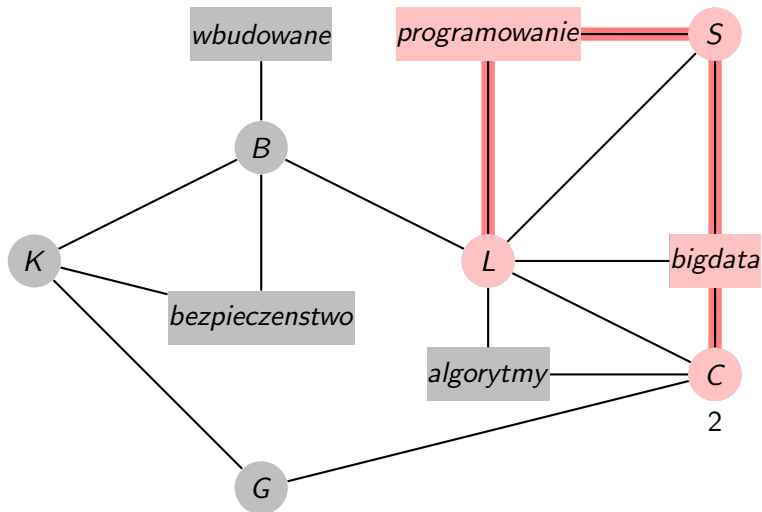 wbudowane
programowanie
S
B
K
L
bigdata
bezpieczenstwo
algorytmy
C
2
G